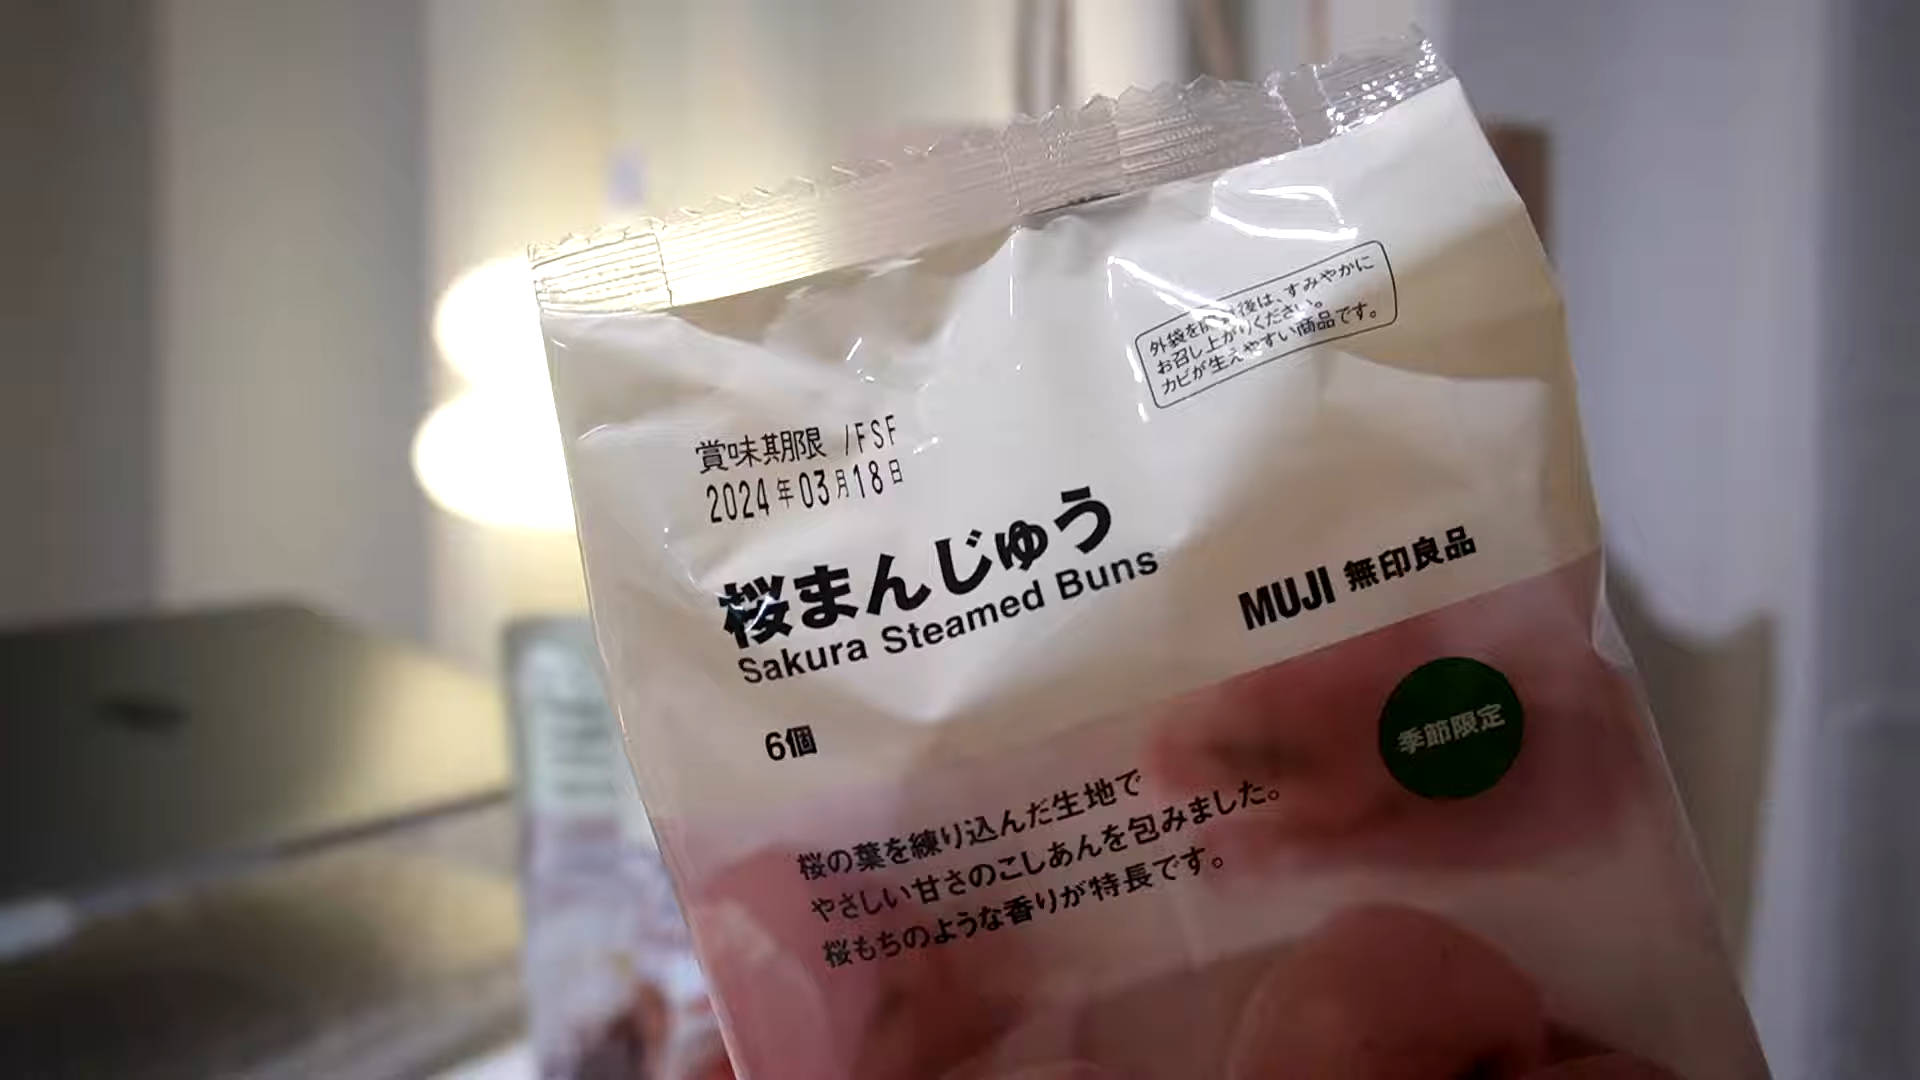 外袋を開封後は、すみやかに
お召し上がりください。
カビが生えやすい商品です。
賞味期限 /FSF
2024年03月18日
桜まんじゅう
Sakura Steamed Buns
MUJI 無印良品
6個
季節限定
桜の葉を練り込んだ生地で
やさしい甘さのこしあんを包みました。
桜もちのような香りが特長です。